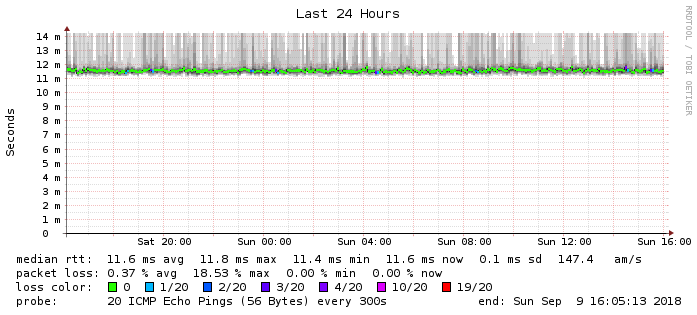 Last 24 Hours
RRDTOOL / TOBI OETIKER
Seconds
14 m
13 m
12 m
11 m
10 m
9 m
8 m
7 m
6 m
5 m
4 m
3 m
2 m
1 m
0
Sat 20:00 Sun 00:00 Sun 04:00 Sun 08:00 Sun 12:00 Sun 16:00
median rtt: 11.6 ms avg 11.8 ms max 11.4 ms min 11.6 ms now 0.1 ms sd 147.4 am/s
packet loss: 0.37 % avg 18.53 % max 0.00 % min 0.00 % now
loss color: 0 1/20 2/20 3/20 4/20 10/20 19/20
probe: 20 ICMP Echo Pings (56 Bytes) every 300s end: Sun Sep 9 16:05:13 2018